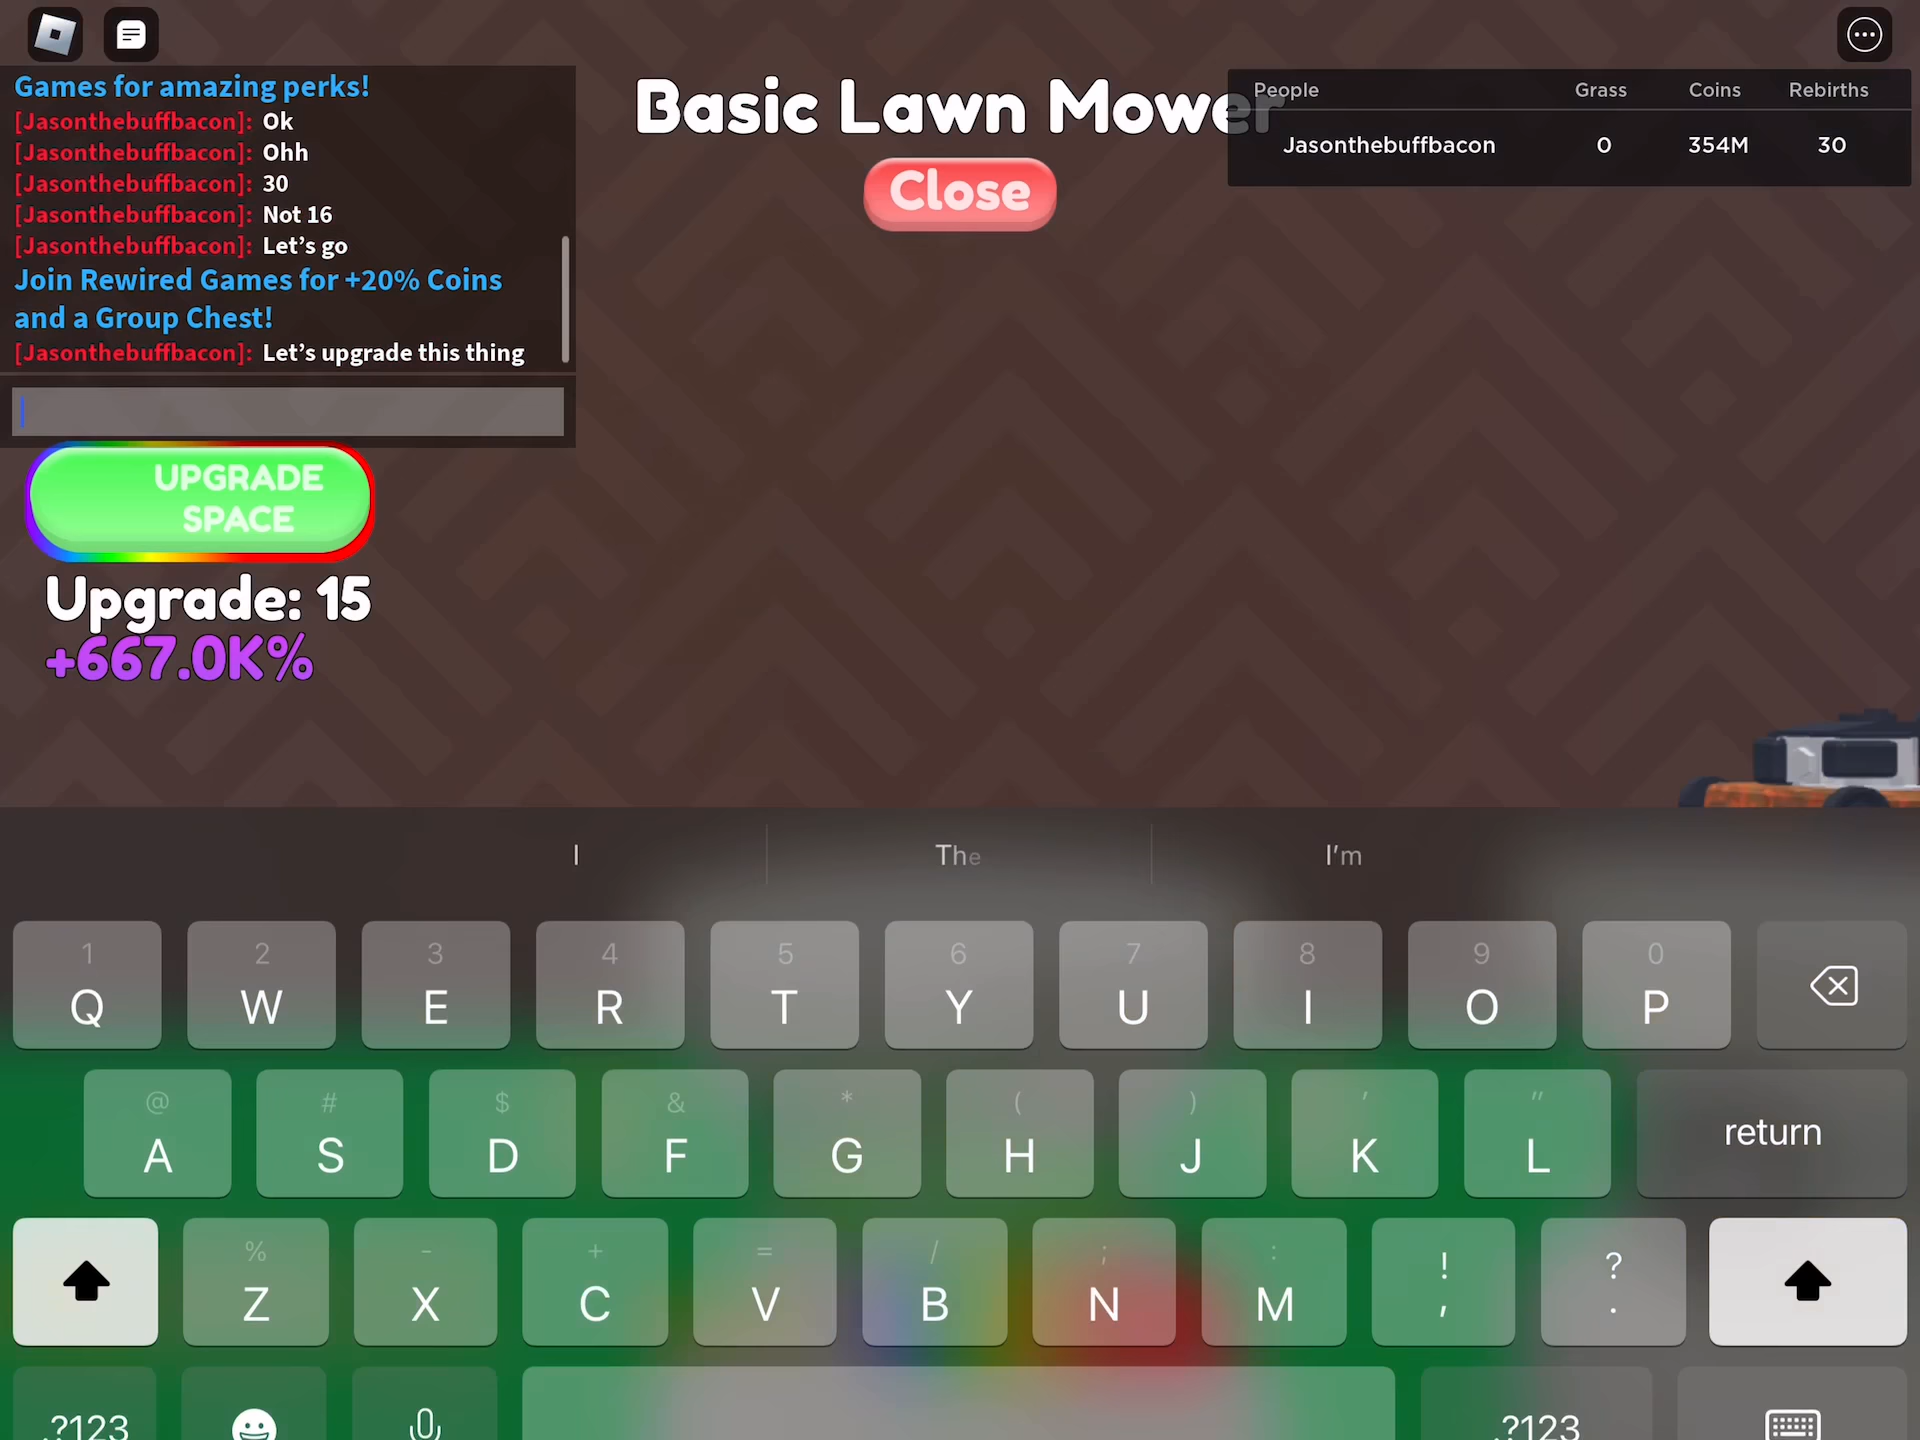 Games for amazing perks!
[Jasonthebuffbacon]: Ok
[Jasonthebuffbacon]: Ohh
[Jasonthebuffbacon]: 30
[Jasonthebuffbacon]: Not 16
[Jasonthebuffbacon]: Let’s go
Join Rewired Games for +20% Coins
and a Group Chest!
[Jasonthebuffbacon]: Let’s upgrade this thing
Basic Lawn Mower
Close
People Grass Coins Rebirths
Jasonthebuffbacon 0 354M 30
UPGRADE
SPACE
Upgrade: 15
+667.0K%
I The I’m
1 2 3 4 5 6 7 8 9 0
Q W E R T Y U I O P
@ # $ & * ( ) ' "
A S D F G H J K L return
% - + = / ; : ! ?
Z X C V B N M , .
.?123 .?123